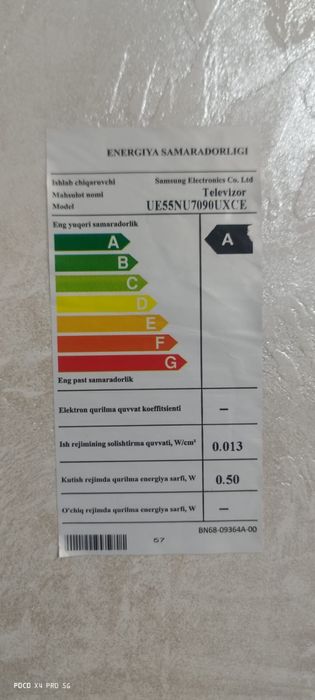 ENERGIYA SAMARADORLIGI
Ishlab chiqaruvchi Samsung Electronics Co. Ltd
Mahsulot nomi Televizor
Model UE55NU7090UXCE
Eng yuqori samaradorlik
A A
B
C
D
E
F
G
Eng past samaradorlik
Elektron qurilma quvvat koeffitsienti –
Ish rejimining solishtirma quvvati, W/cm² 0.013
Kutish rejimda qurilma energiya sarfi, W 0.50
O'chiq rejimda qurilma energiya sarfi, W –
BN68-09364A-00
67
POCO X4 PRO 5G